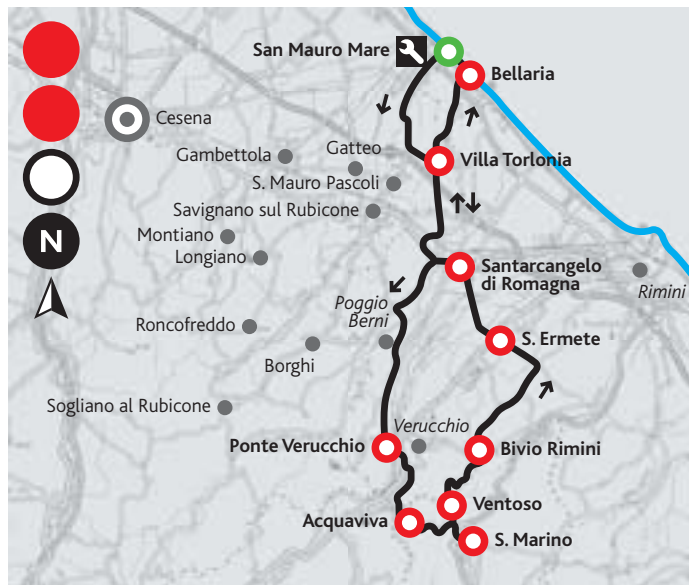 San Mauro Mare
Bellaria
Cesena
Gambettola
Gatteo
Villa Torlonia
S. Mauro Pascoli
Savignano sul Rubicone
N
Montiano
Longiano
Santarcangelo
di Romagna
Rimini
Poggio
Berni
Roncofreddo
S. Ermete
Borghi
Sogliano al Rubicone
Verucchio
Ponte Verucchio
Bivio Rimini
Ventoso
Acquaviva
S. Marino